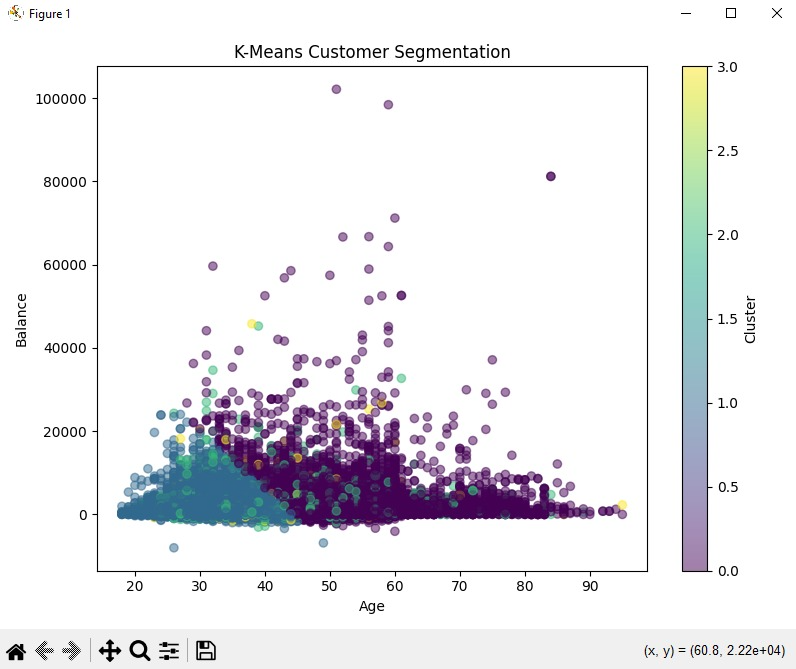 Figure 1
K-Means Customer Segmentation
100000
80000
60000
40000
20000
0
Balance
20 30 40 50 60 70 80 90
Age
3.0
2.5
2.0
1.5
1.0
0.5
0.0
Cluster
(x, y) = (60.8, 2.22e+04)